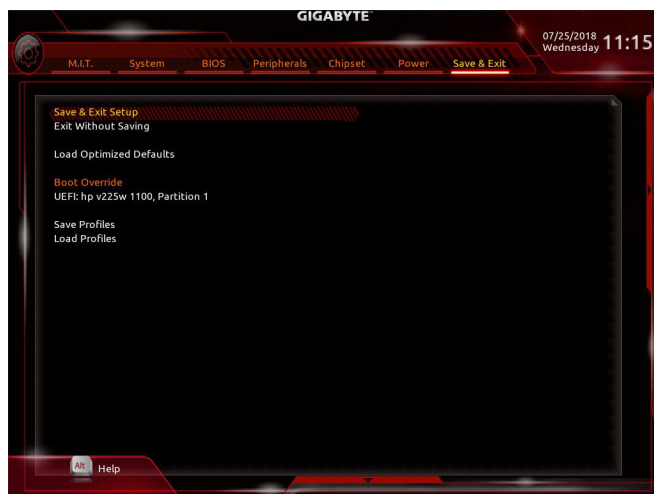 GIGABYTE™
07/25/2018
Wednesday 11:15
M.I.T. System BIOS Peripherals Chipset Power Save & Exit
Save & Exit Setup
Exit Without Saving
Load Optimized Defaults
Boot Override
UEFI: hp v225w 1100, Partition 1
Save Profiles
Load Profiles
Alt Help